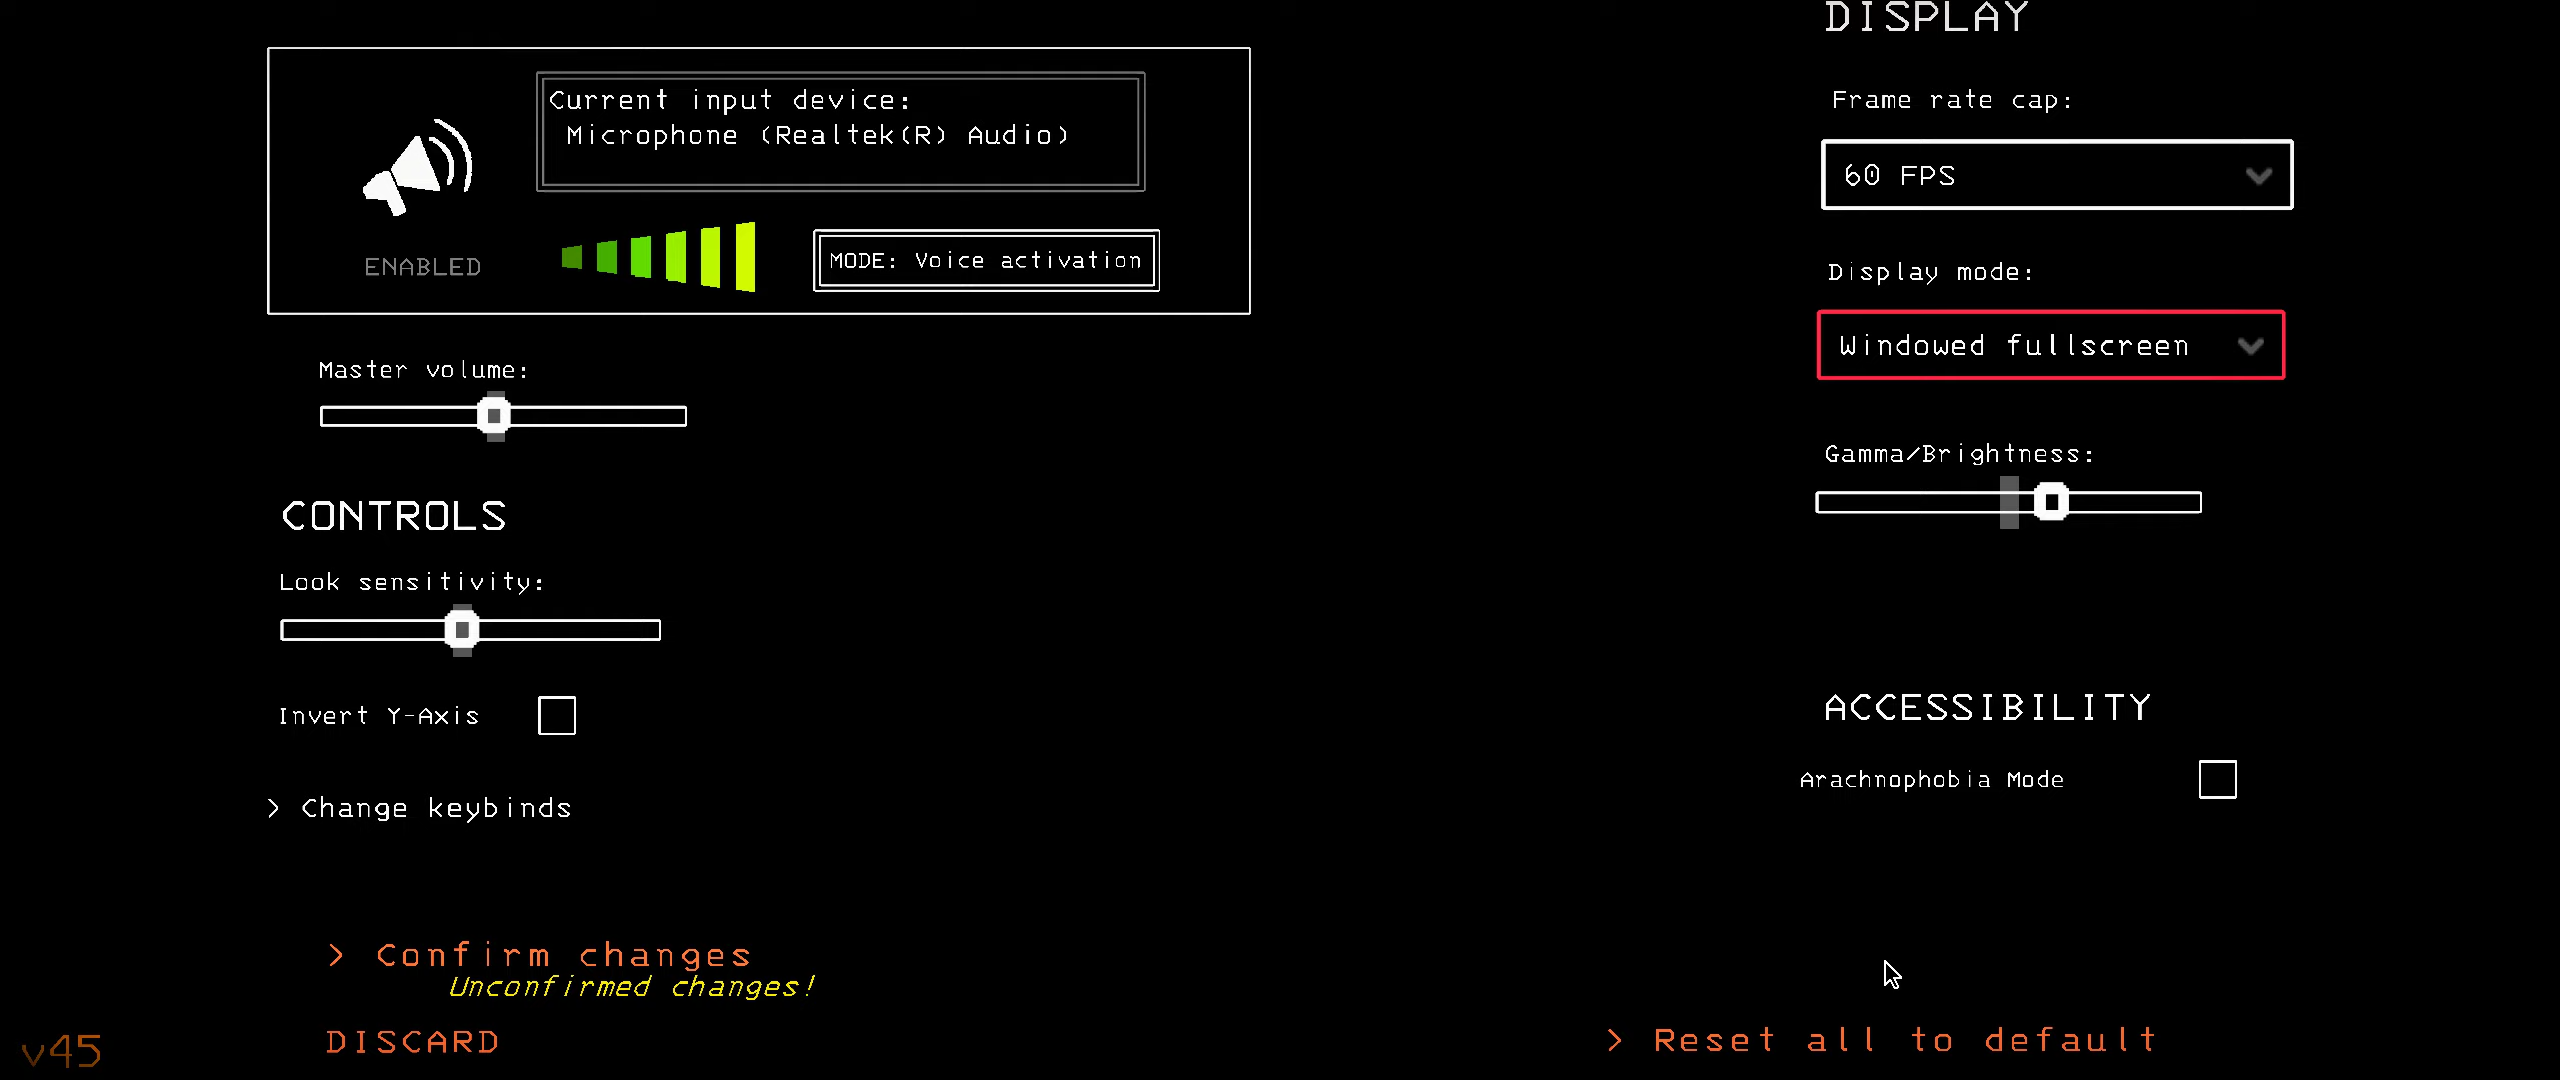 Current input device:
Microphone (Realtek(R) Audio)
ENABLED
MODE: Voice activation
Master volume:
CONTROLS
Look sensitivity:
Invert Y-Axis
> Change keybinds
> Confirm changes
Unconfirmed changes!
DISCARD
v45
DISPLAY
Frame rate cap:
60 FPS
Display mode:
Windowed fullscreen
Gamma/Brightness:
ACCESSIBILITY
Arachnophobia Mode
> Reset all to default